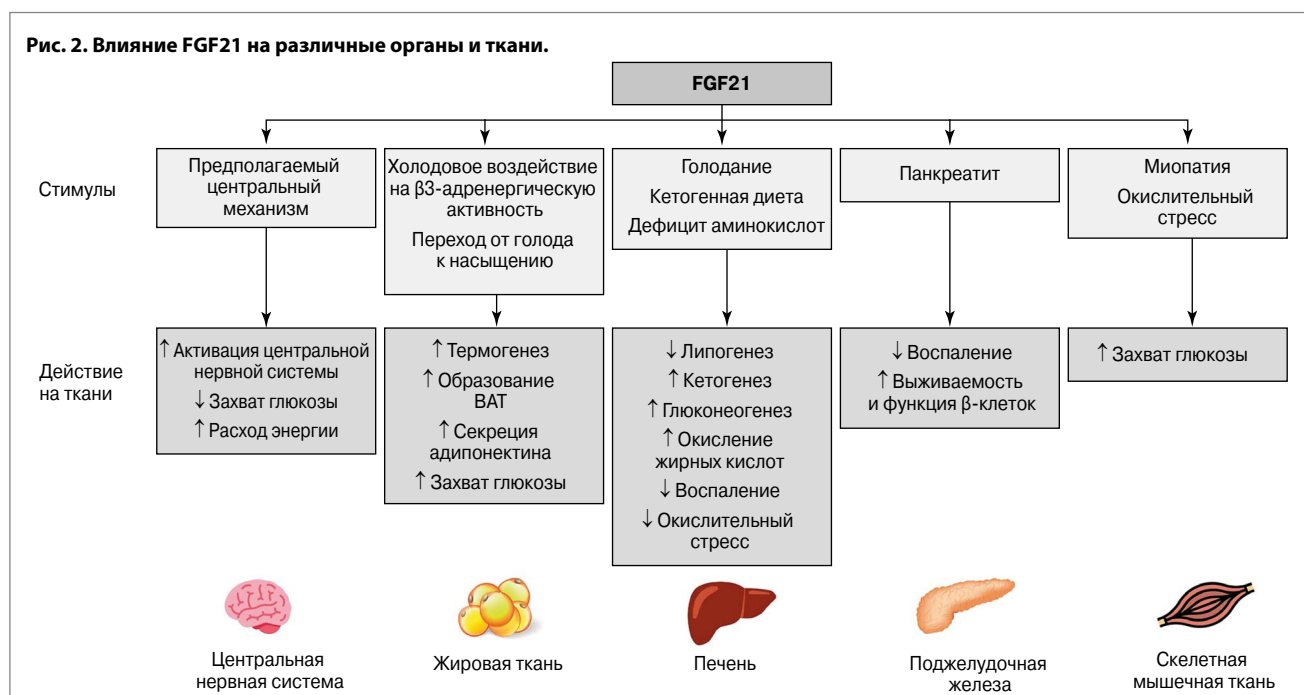 Рис. 2. Влияние FGF21 на различные органы и ткани.
FGF21
Стимулы
Предполагаемый
центральный
механизм
Холодовое воздействие
на β3-адренергическую
активность
Переход от голода
к насыщению
Голодание
Кетогенная диета
Дефицит аминокислот
Панкреатит
Миопатия
Окислительный
стресс
Действие
на ткани
↑ Активация центральной
нервной системы
↓ Захват глюкозы
↑ Расход энергии
↑ Термогенез
↑ Образование
ВАТ
↑ Секреция
адипонектина
↑ Захват глюкозы
↓ Липогенез
↑ Кетогенез
↑ Глюконеогенез
↑ Окисление
жирных кислот
↓ Воспаление
↓ Окислительный
стресс
↓ Воспаление
↑ Выживаемость
и функция β-клеток
↑ Захват глюкозы
Центральная
нервная система
Жировая ткань
Печень
Поджелудочная
железа
Скелетная
мышечная ткань